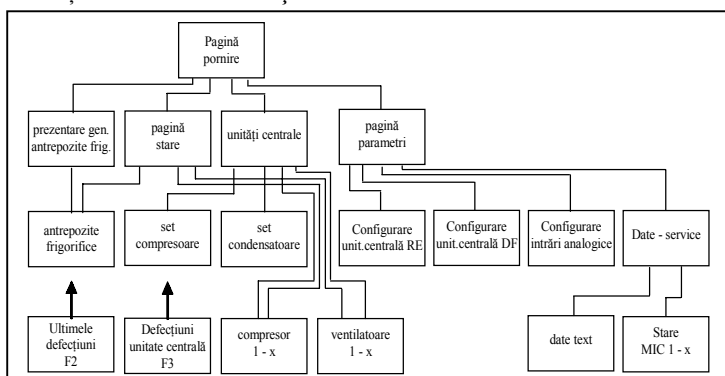 Pagină
pornire
prezentare gen.
antrepozite frig.
pagină
stare
unități centrale
pagină
parametri
antrepozite
frigorifice
set
compresoare
set
condensatoare
Configurare
unit.centrală RE
Configurare
unit.centrală DF
Configurare
intrări analogice
Date - service
Ultimele
defecțiuni
F2
Defecțiuni
unitate centrală
F3
compresor
1 - x
ventilatoare
1 - x
date text
Stare
MIC 1 - x